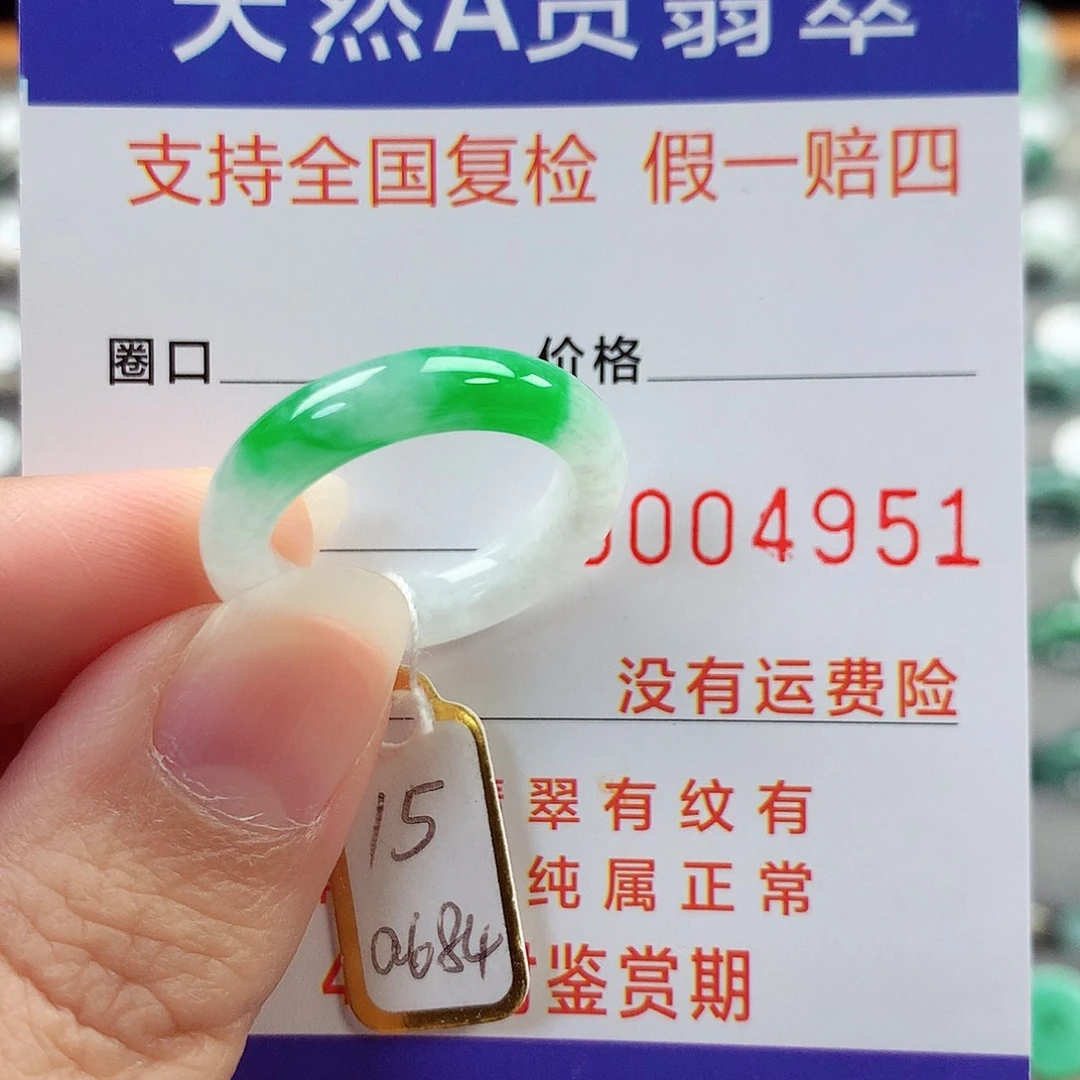 天然A货翡翠
支持全国复检 假一赔四
圈口 价格
004951
没有运费险
翠有纹有
纯属正常
鉴赏期
15
a684